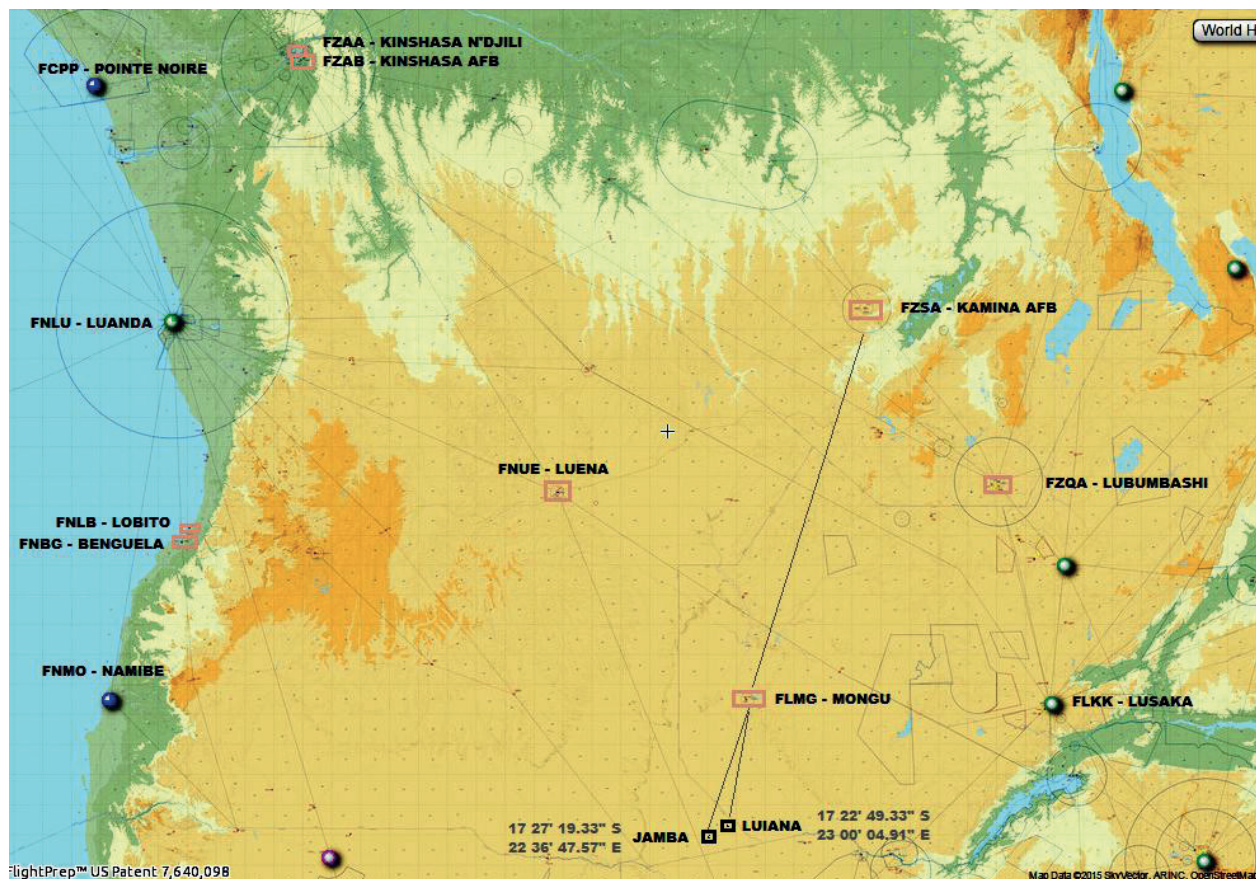 World H
FZAA - KINSHASA N'DJILI
FZAB - KINSHASA AFB
FCPP - POINTE NOIRE
FZSA - KAMINA AFB
FNLU - LUANDA
FNUE - LUENA
FZQA - LUBUMBASHI
FNLB - LOBITO
FNBG - BENGUELA
FNMO - NAMIBE
FLMG - MONGU
FLKK - LUSAKA
17 27' 19.33" S
22 36' 47.57" E
JAMBA
LUIANA
17 22' 49.33" S
23 00' 04.91" E
FlightPrep™ US Patent 7,640,098
Map Data ©2015 SkyVector, ARINC, OpenStreetMap